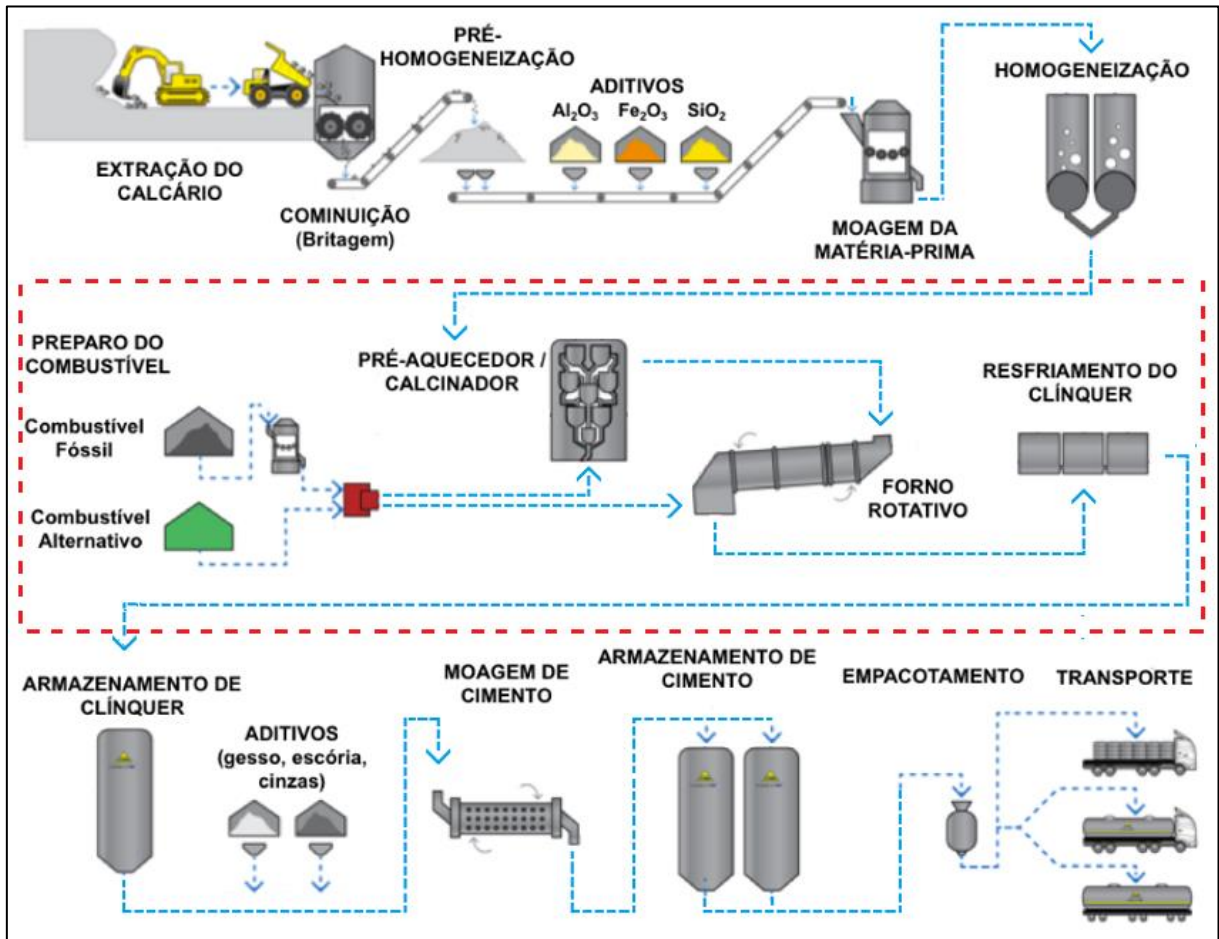 PRÉ-
HOMOGENEIZAÇÃO
EXTRAÇÃO DO
CALCÁRIO
COMINUIÇÃO
(Britagem)
ADITIVOS
Al₂O₃ Fe₂O₃ SiO₂
MOAGEM DA
MATÉRIA-PRIMA
HOMOGENEIZAÇÃO
PREPARO DO
COMBUSTÍVEL
Combustível
Fóssil
Combustível
Alternativo
PRÉ-AQUECEDOR /
CALCINADOR
FORNO
ROTATIVO
RESFRIAMENTO DO
CLÍNQUER
ARMAZENAMENTO DE
CLÍNQUER
ADITIVOS
(gesso, escória,
cinzas)
MOAGEM DE
CIMENTO
ARMAZENAMENTO DE
CIMENTO
EMPACOTAMENTO
TRANSPORTE